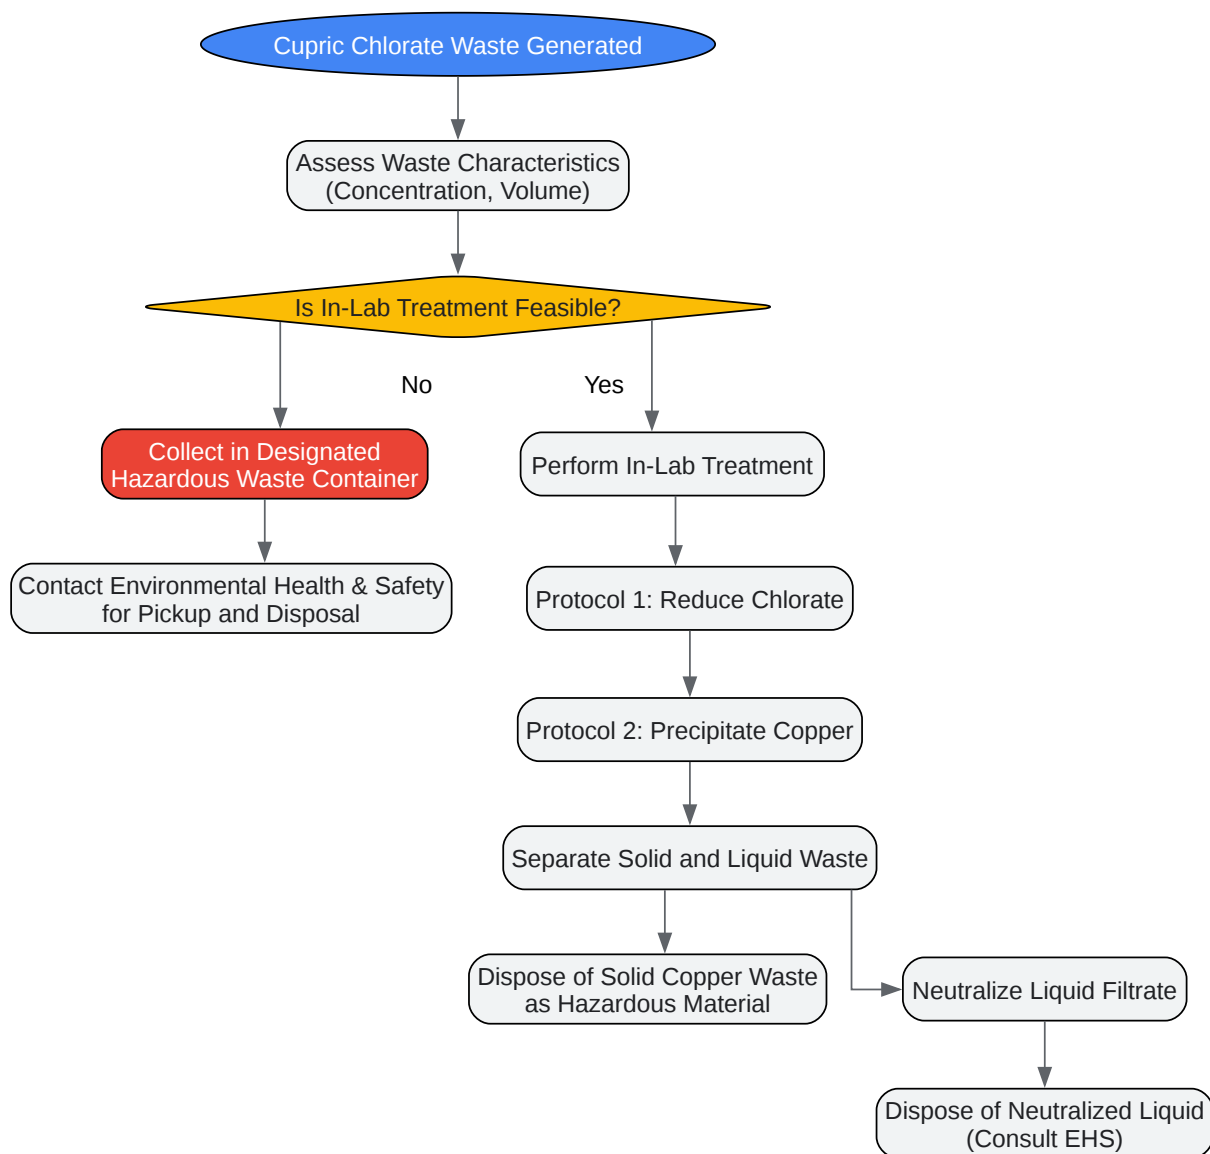 Cupric Chlorate Waste Generated
Assess Waste Characteristics
(Concentration, Volume)
Is In-Lab Treatment Feasible?
No
Yes
Collect in Designated
Hazardous Waste Container
Perform In-Lab Treatment
Contact Environmental Health & Safety
for Pickup and Disposal
Protocol 1: Reduce Chlorate
Protocol 2: Precipitate Copper
Separate Solid and Liquid Waste
Dispose of Solid Copper Waste
as Hazardous Material
Neutralize Liquid Filtrate
Dispose of Neutralized Liquid
(Consult EHS)